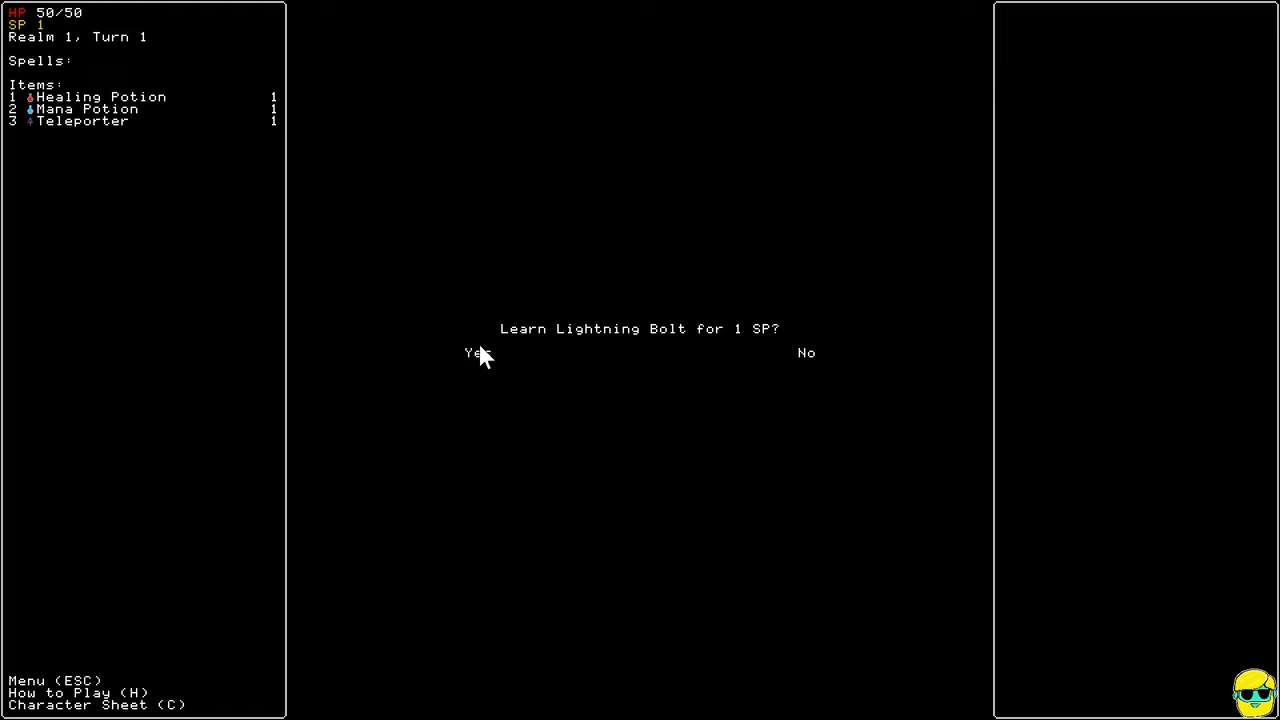 HP 50/50
SP 1
Realm 1, Turn 1
Spells:
Items:
1 Healing Potion 1
2 Mana Potion 1
3 Teleporter 1
Learn Lightning Bolt for 1 SP?
Yes No
Menu (ESC)
How to Play (H)
Character Sheet (C)